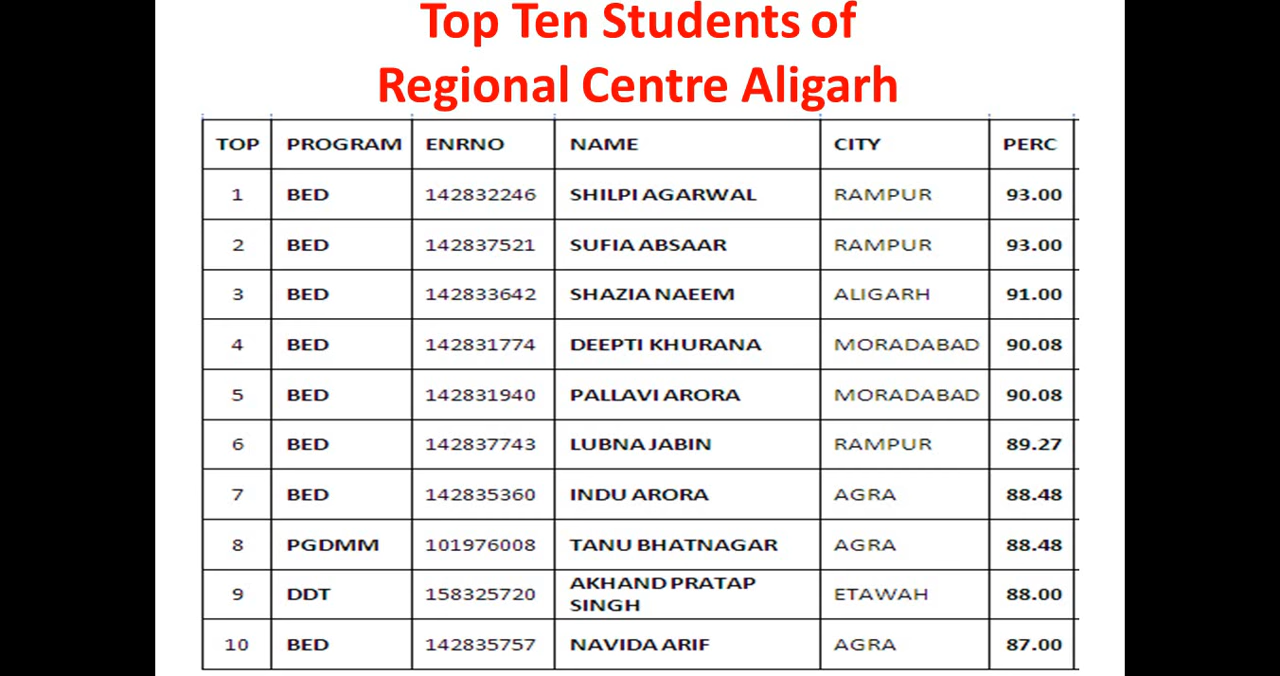 Top Ten Students of
Regional Centre Aligarh
TOP PROGRAM ENRNO NAME CITY PERC
1 BED 142832246 SHILPI AGARWAL RAMPUR 93.00
2 BED 142837521 SUFIA ABSAAR RAMPUR 93.00
3 BED 142833642 SHAZIA NAEEM ALIGARH 91.00
4 BED 142831774 DEEPTI KHURANA MORADABAD 90.08
5 BED 142831940 PALLAVI ARORA MORADABAD 90.08
6 BED 142837743 LUBNA JABIN RAMPUR 89.27
7 BED 142835360 INDU ARORA AGRA 88.48
8 PGDMM 101976008 TANU BHATNAGAR AGRA 88.48
9 DDT 158325720 AKHAND PRATAP
SINGH ETAWAH 88.00
10 BED 142835757 NAVIDA ARIF AGRA 87.00